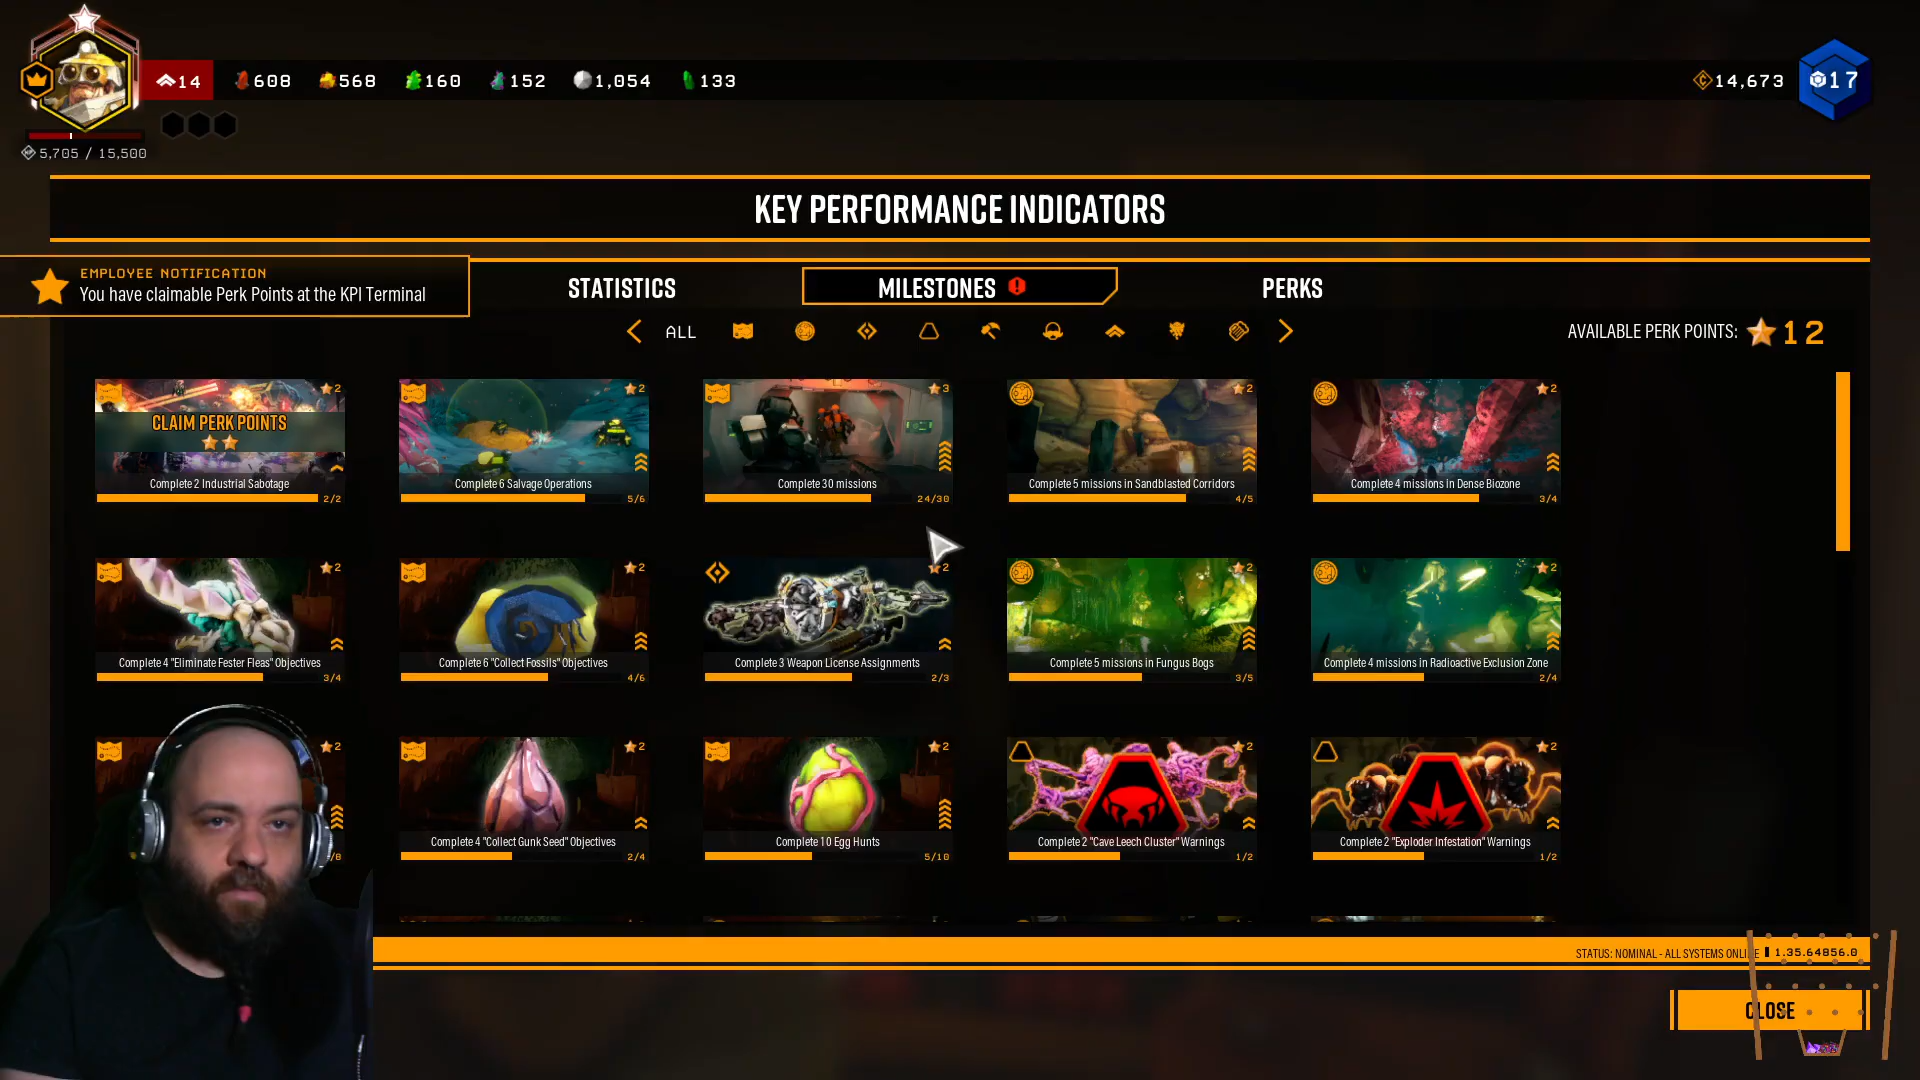 14 608 568 160 152 1,054 133 14,673 17
5,705 / 15,500
KEY PERFORMANCE INDICATORS
EMPLOYEE NOTIFICATION
You have claimable Perk Points at the KPI Terminal
STATISTICS MILESTONES PERKS
ALL
AVAILABLE PERK POINTS: 12
2 2 3 2 2
CLAIM PERK POINTS
Complete 2 Industrial Sabotage
2/2
Complete 6 Salvage Operations
5/6
Complete 30 missions
24/30
Complete 5 missions in Sandblasted Corridors
4/5
Complete 4 missions in Dense Biozone
3/4
2 2 2 2 2
Complete 4 "Eliminate Fester Fleas" Objectives
3/4
Complete 6 "Collect Fossils" Objectives
4/6
Complete 3 Weapon License Assignments
2/3
Complete 5 missions in Fungus Bogs
3/5
Complete 4 missions in Radioactive Exclusion Zone
2/4
2 2 2 2 2
/8
Complete 4 "Collect Gunk Seed" Objectives
2/4
Complete 10 Egg Hunts
5/10
Complete 2 "Cave Leech Cluster" Warnings
1/2
Complete 2 "Exploder Infestation" Warnings
1/2
STATUS: NOMINAL - ALL SYSTEMS ONLINE 1.35.64856.0
CLOSE